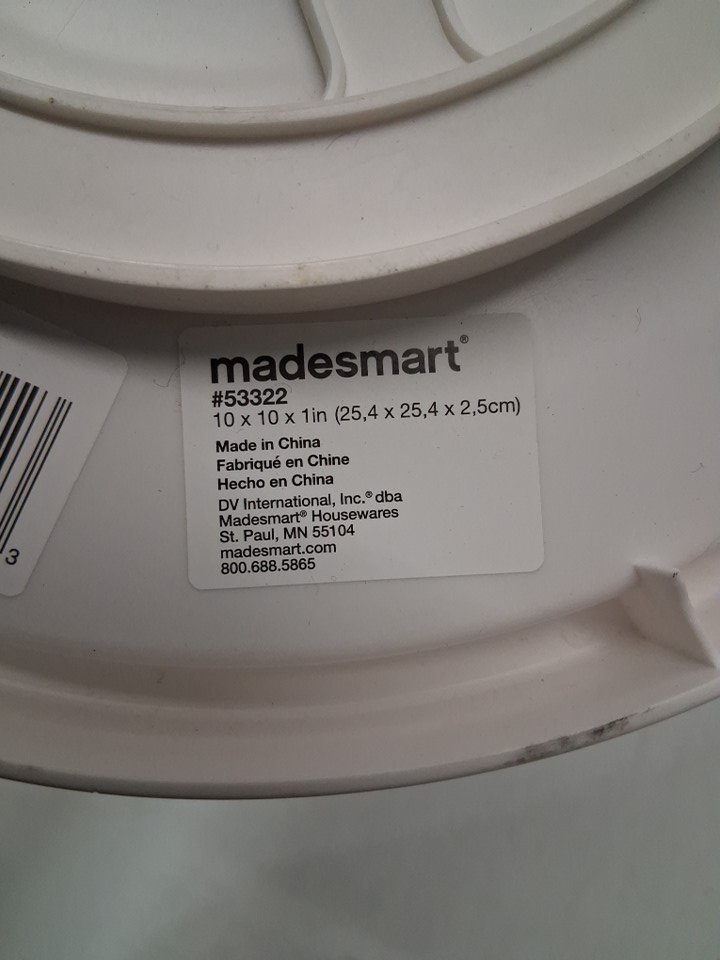 madesmart®
#53322
10 x 10 x 1in (25,4 x 25,4 x 2,5cm)
Made in China
Fabriqué en Chine
Hecho en China
DV International, Inc.® dba
Madesmart® Housewares
St. Paul, MN 55104
madesmart.com
800.688.5865
3